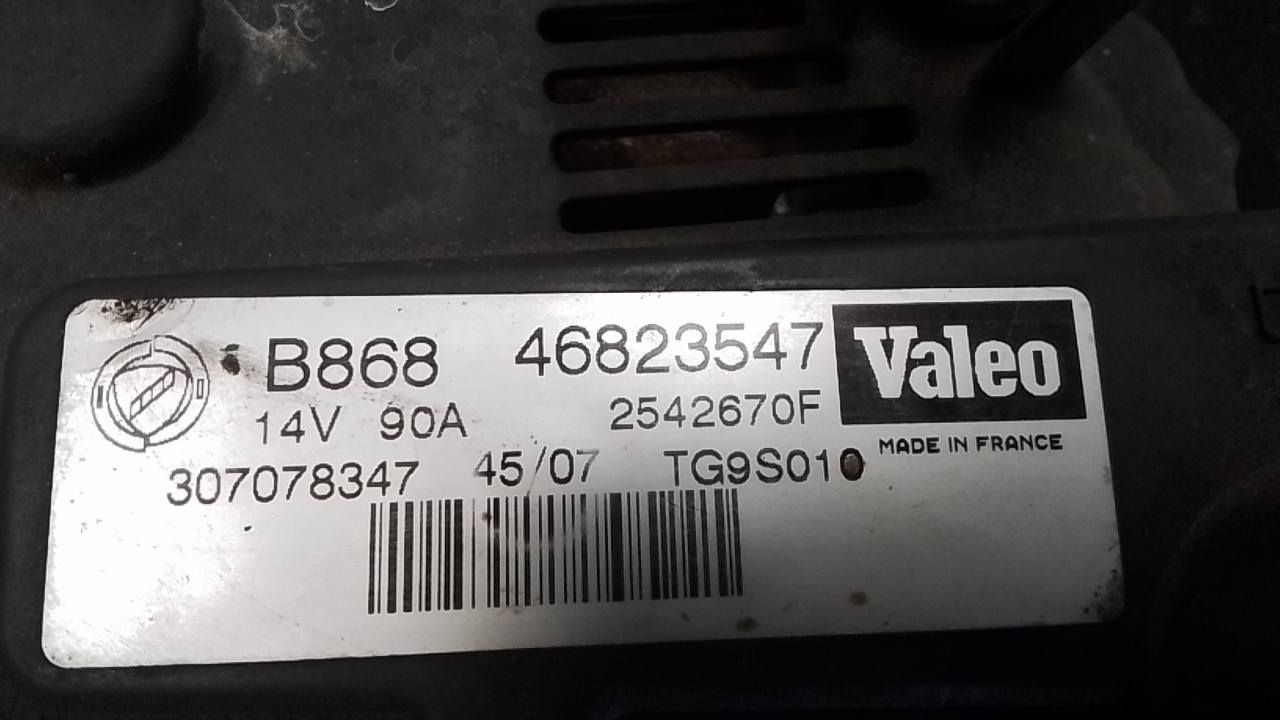 B868 46823547 Valeo
14V 90A 2542670F
MADE IN FRANCE
307078347 45/07 TG9S010